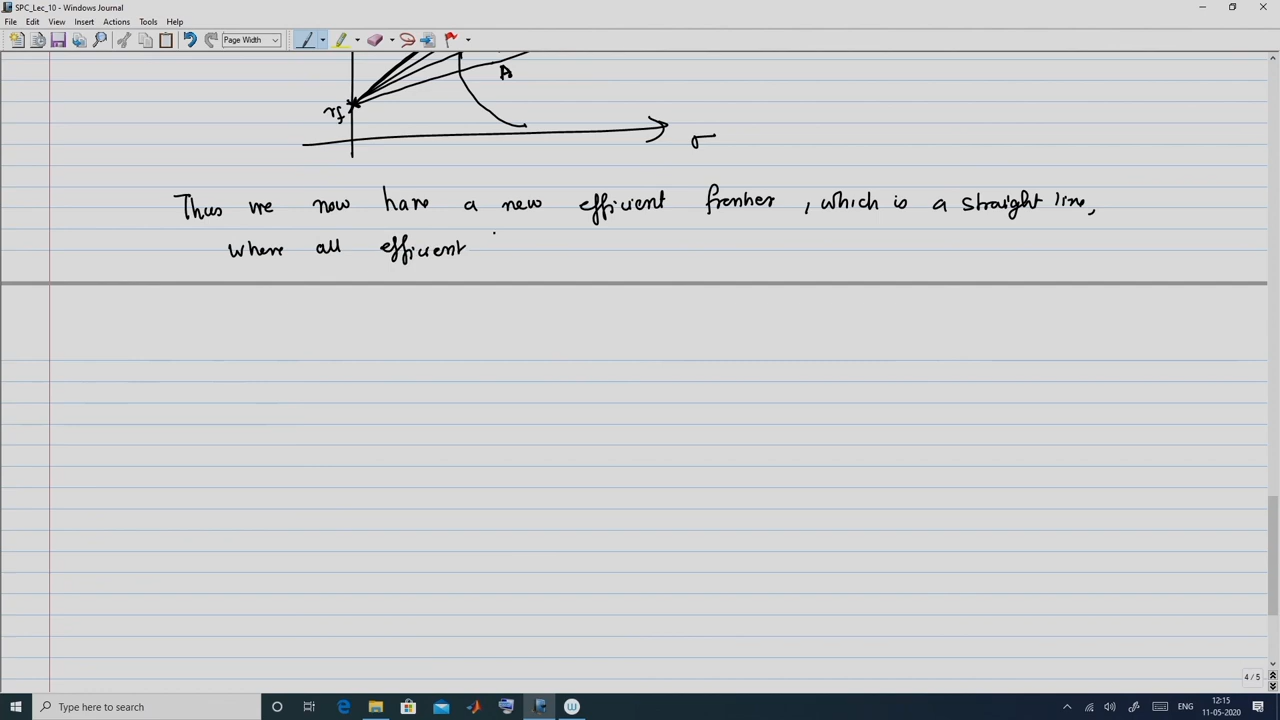 SPC_Lec_10 - Windows Journal
File Edit View Insert Actions Tools Help
Page Width
A
rf
σ
Thus we now have a new efficient frontier, which is a straight line,
where all efficient
4 / 5
Type here to search
ENG
12:15
11-05-2020